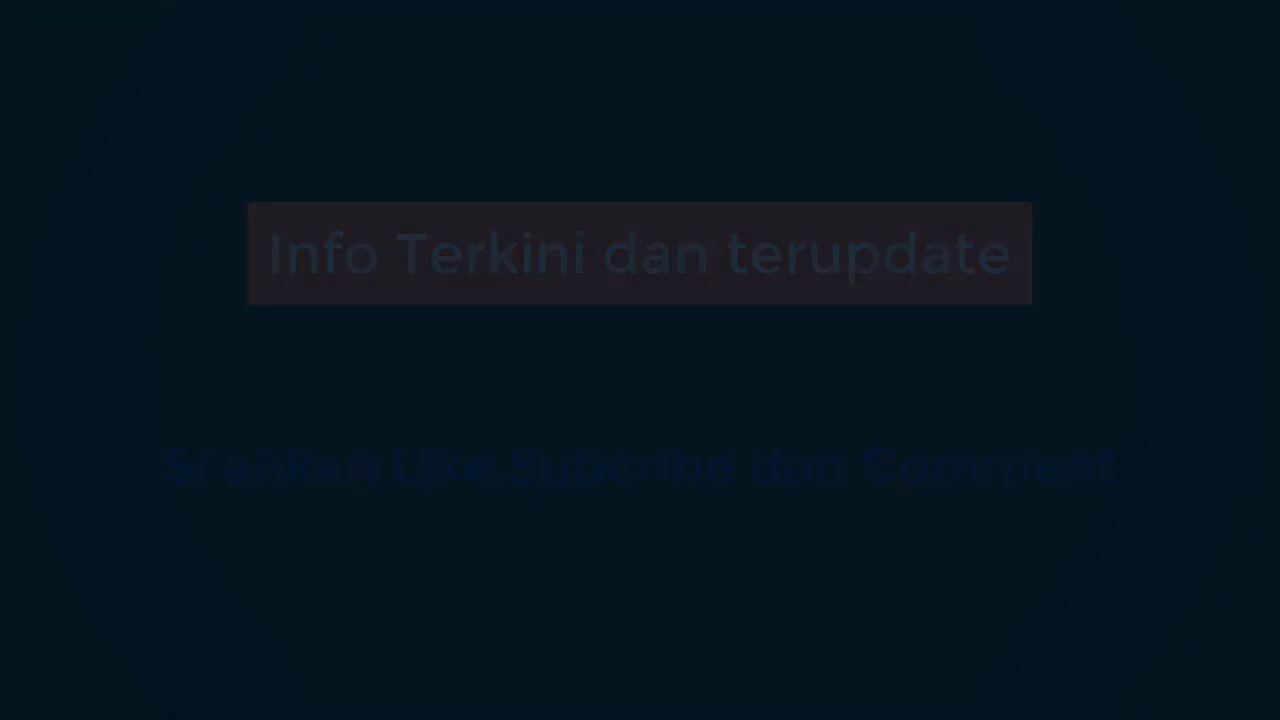 Info Terkini dan terupdate
Silahkan Like,Subcribe dan Comment